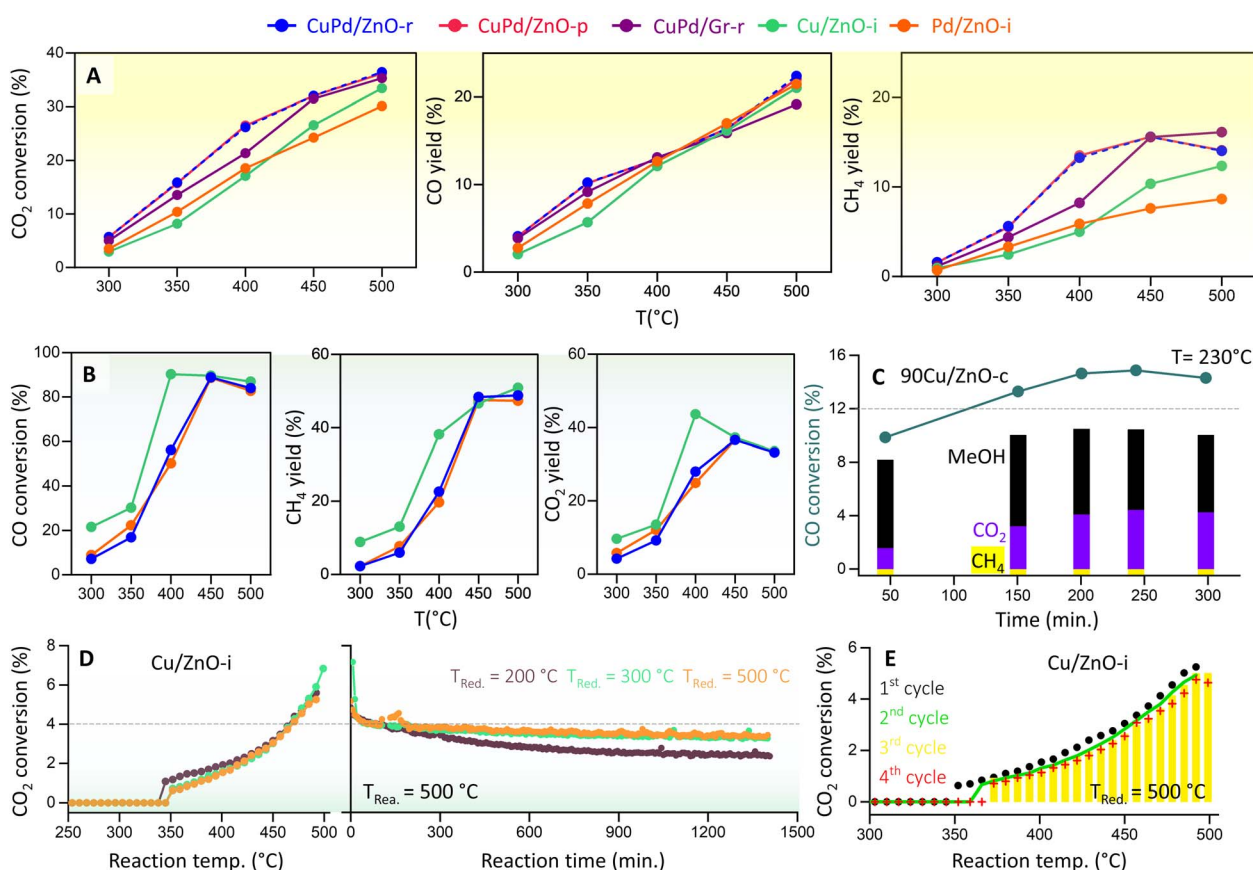 CuPd/ZnO-r CuPd/ZnO-p CuPd/Gr-r Cu/ZnO-i Pd/ZnO-i
A
CO₂ conversion (%)
0 10 20 30 40
300 350 400 450 500
CO yield (%)
0 10 20
300 350 400 450 500
CH₄ yield (%)
0 10 20
300 350 400 450 500
T(°C)
B
CO conversion (%)
0 20 40 60 80 100
300 350 400 450 500
CH₄ yield (%)
0 20 40 60
300 350 400 450 500
CO₂ yield (%)
0 20 40 60
300 350 400 450 500
T(°C)
C
90Cu/ZnO-c
T= 230°C
CO conversion (%)
0 4 8 12 16
MeOH
CO₂
CH₄
50 100 150 200 250 300
Time (min.)
D
Cu/ZnO-i
CO₂ conversion (%)
0 2 4 6 8
250 300 350 400 450 500
Reaction temp. (°C)
T_Red. = 200 °C T_Red. = 300 °C T_Red. = 500 °C
T_Rea. = 500 °C
0 300 600 900 1200 1500
Reaction time (min.)
E
Cu/ZnO-i
CO₂ conversion (%)
0 2 4 6
1st cycle
2nd cycle
3rd cycle
4th cycle
T_Red. = 500 °C
300 350 400 450 500
Reaction temp. (°C)